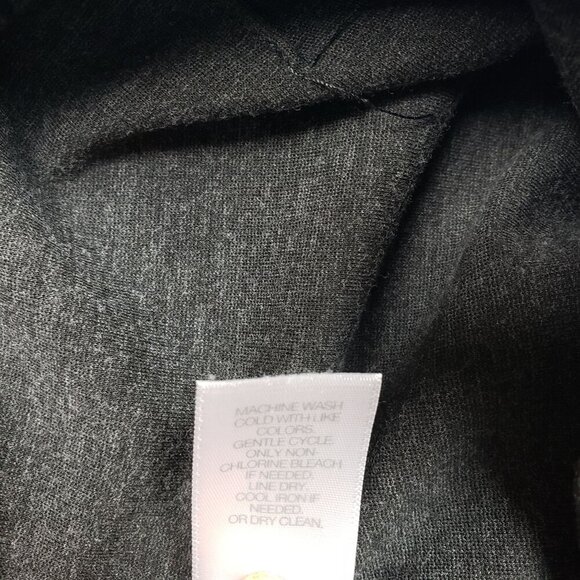 MACHINE WASH
COLD WITH LIKE
COLORS.
GENTLE CYCLE.
ONLY NON-
CHLORINE BLEACH
IF NEEDED.
LINE DRY.
COOL IRON IF
NEEDED.
OR DRY CLEAN.